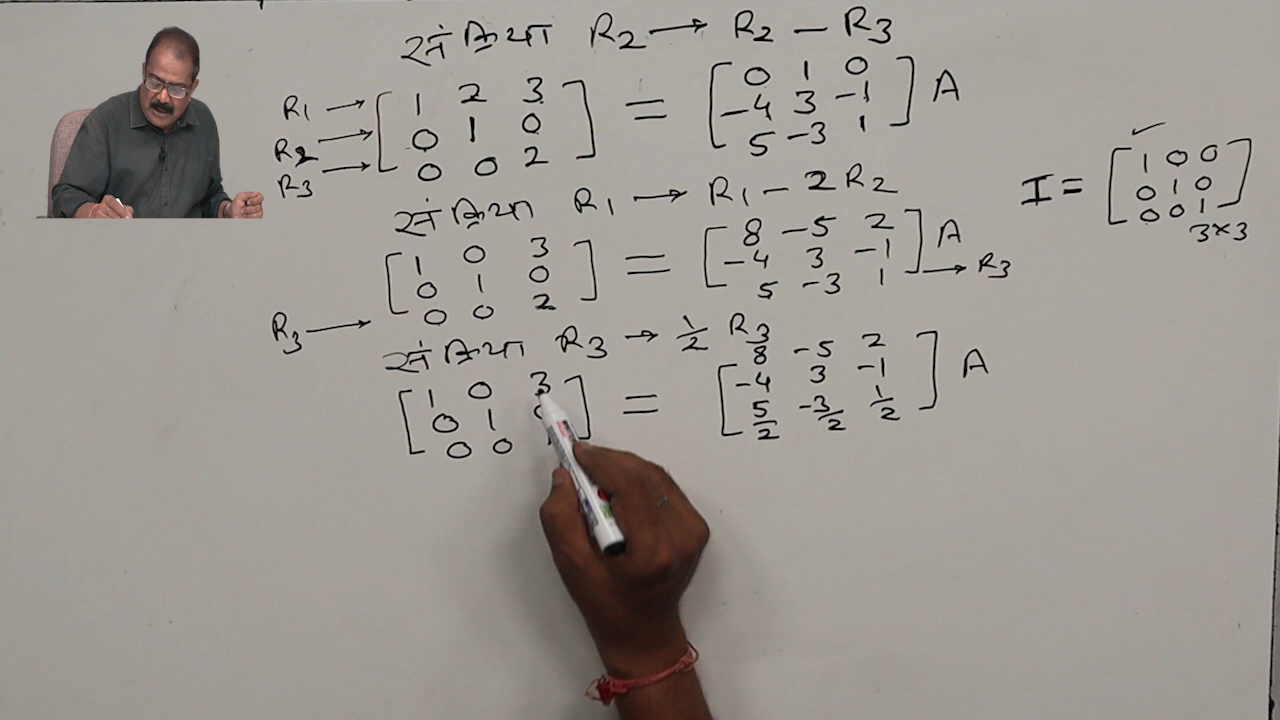 संक्रिया R2 → R2 - R3
R1 → [ 1 2 3 ] = [ 0 1 0 ] A
R2 → 0 1 0 -4 3 -1
R3 → 0 0 2 5 -3 1
I = [ 1 0 0 ] ✓
0 1 0
0 0 1
3×3
संक्रिया R1 → R1 - 2R2
[ 1 0 3 ] = [ 8 -5 2 ] A
0 1 0 -4 3 -1
0 0 2 5 -3 1 → R3
R3 →
संक्रिया R3 → 1/2 R3
[ 1 0 3 ] = [ 8 -5 2 ] A
0 1 -4 3 -1
0 0 5/2 -3/2 1/2